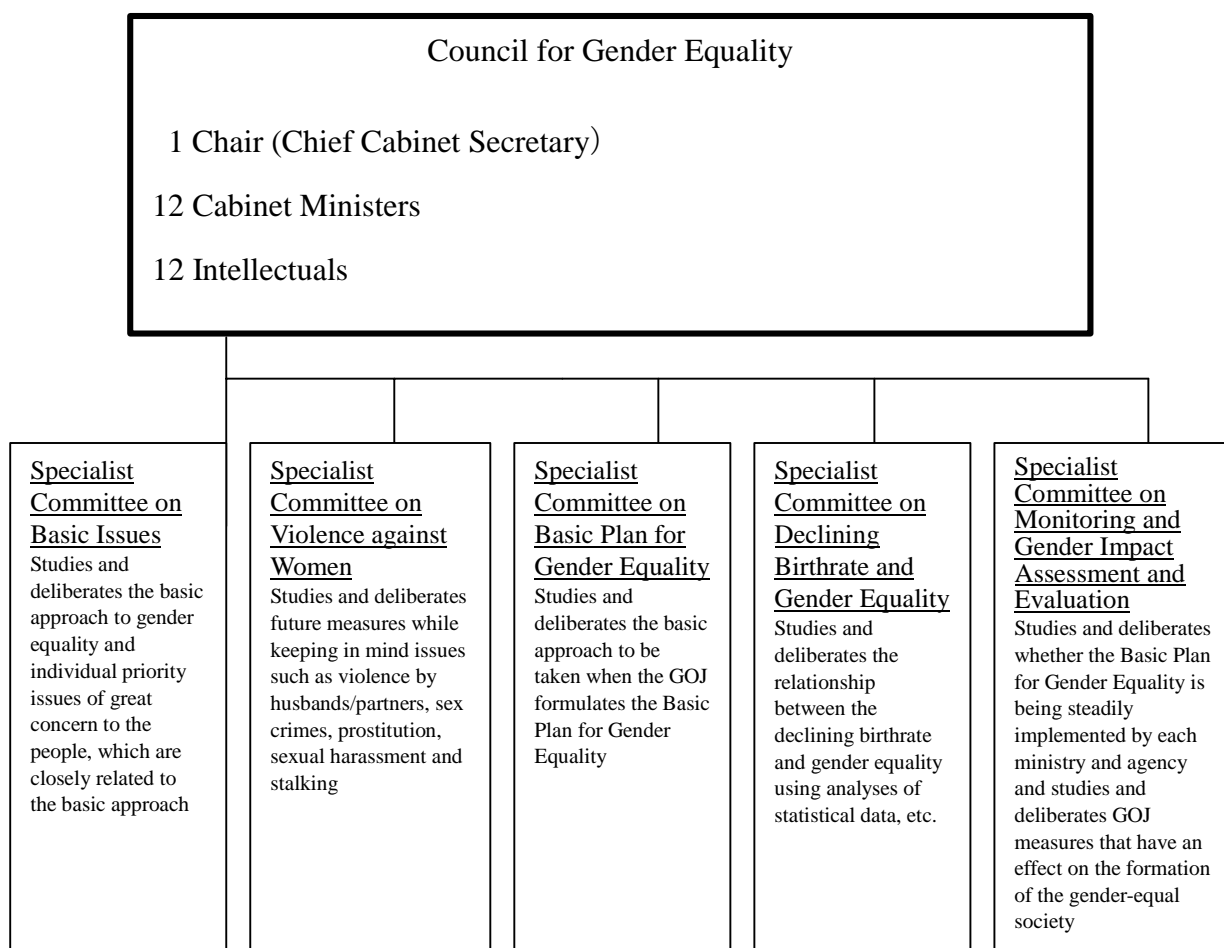 Council for Gender Equality
1 Chair (Chief Cabinet Secretary）
12 Cabinet Ministers
12 Intellectuals
Specialist
Committee on
Basic Issues
Studies and
deliberates the basic
approach to gender
equality and
individual priority
issues of great
concern to the
people, which are
closely related to
the basic approach
Specialist
Committee on
Violence against
Women
Studies and deliberates
future measures while
keeping in mind issues
such as violence by
husbands/partners, sex
crimes, prostitution,
sexual harassment and
stalking
Specialist
Committee on
Basic Plan for
Gender Equality
Studies and
deliberates the basic
approach to be
taken when the GOJ
formulates the Basic
Plan for Gender
Equality
Specialist
Committee on
Declining
Birthrate and
Gender Equality
Studies and
deliberates the
relationship
between the
declining birthrate
and gender equality
using analyses of
statistical data, etc.
Specialist
Committee on
Monitoring and
Gender Impact
Assessment and
Evaluation
Studies and deliberates
whether the Basic Plan
for Gender Equality is
being steadily
implemented by each
ministry and agency
and studies and
deliberates GOJ
measures that have an
effect on the formation
of the gender-equal
society